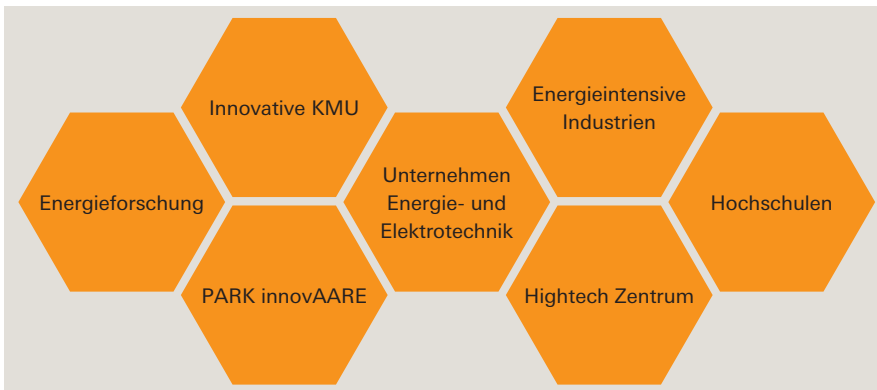 Innovative KMU
Energieintensive
Industrien
Energieforschung
Unternehmen
Energie- und
Elektrotechnik
Hochschulen
PARK innovAARE
Hightech Zentrum